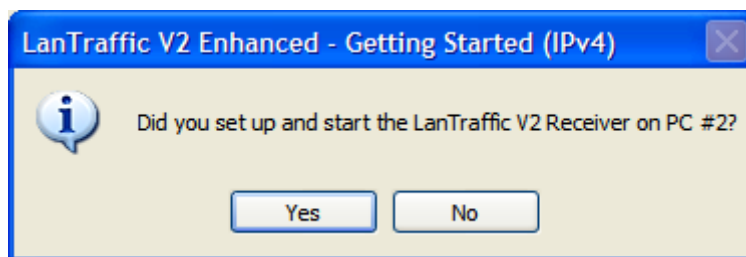 LanTraffic V2 Enhanced - Getting Started (IPv4)
Did you set up and start the LanTraffic V2 Receiver on PC #2?
Yes
No